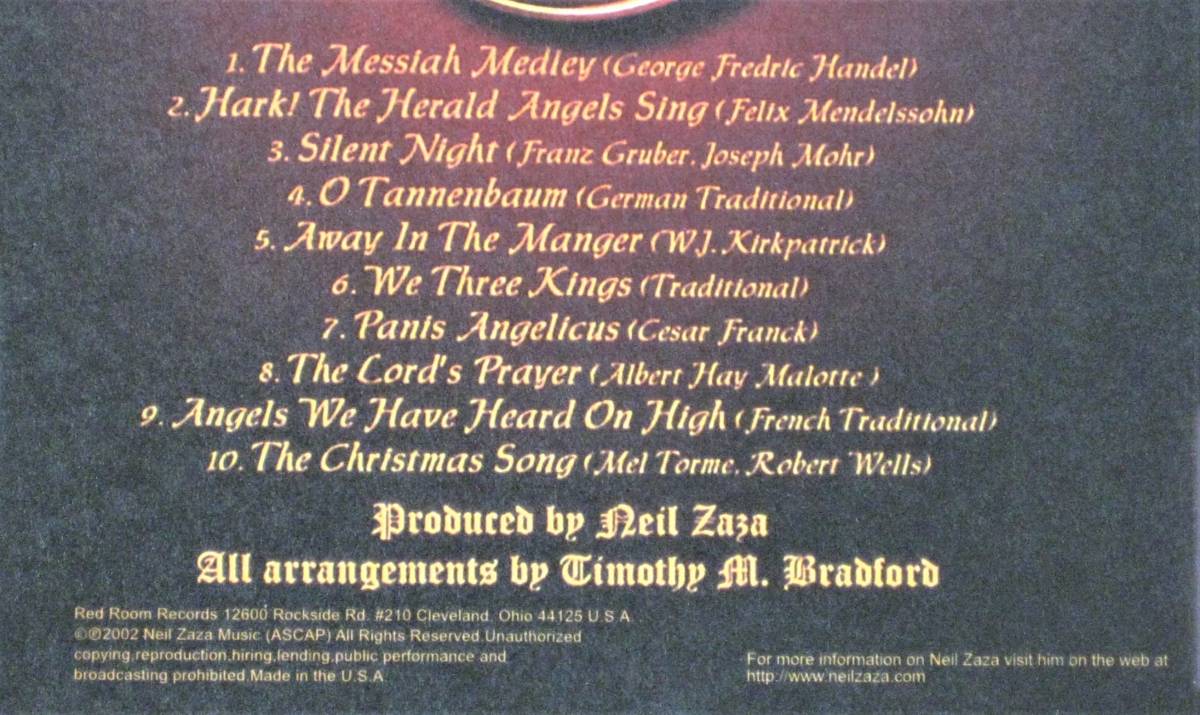 1. The Messiah Medley (George Fredric Handel)
2. Hark! The Herald Angels Sing (Felix Mendelssohn)
3. Silent Night (Franz Gruber, Joseph Mohr)
4. O Tannenbaum (German Traditional)
5. Away In The Manger (W.J. Kirkpatrick)
6. We Three Kings (Traditional)
7. Panis Angelicus (Cesar Franck)
8. The Lord's Prayer (Albert Hay Malotte )
9. Angels We Have Heard On High (French Traditional)
10. The Christmas Song (Mel Torme, Robert Wells)
Produced by Neil Zaza
All arrangements by Timothy M. Bradford
Red Room Records 12600 Rockside Rd. #210 Cleveland, Ohio 44125 U.S.A.
©℗2002 Neil Zaza Music (ASCAP) All Rights Reserved.Unauthorized
copying,reproduction,hiring,lending,public performance and
broadcasting prohibited.Made in the U.S.A
For more information on Neil Zaza visit him on the web at
http://www.neilzaza.com